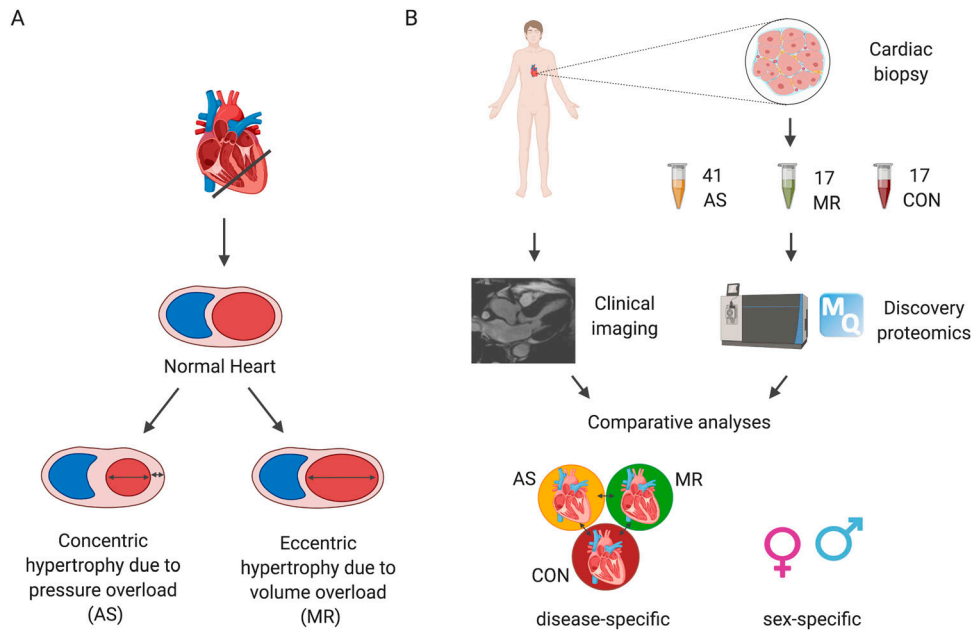 A
Normal Heart
Concentric
hypertrophy due to
pressure overload
(AS)
Eccentric
hypertrophy due to
volume overload
(MR)
B
Cardiac
biopsy
41
AS
17
MR
17
CON
Clinical
imaging
MQ
Discovery
proteomics
Comparative analyses
AS
MR
CON
disease-specific
sex-specific